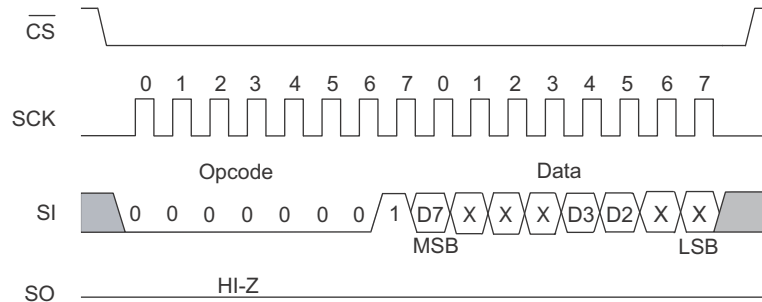 CS
SCK
0 1 2 3 4 5 6 7 0 1 2 3 4 5 6 7
Opcode Data
SI
0 0 0 0 0 0 0 1 D7 X X X D3 D2 X X
MSB LSB
SO
HI-Z